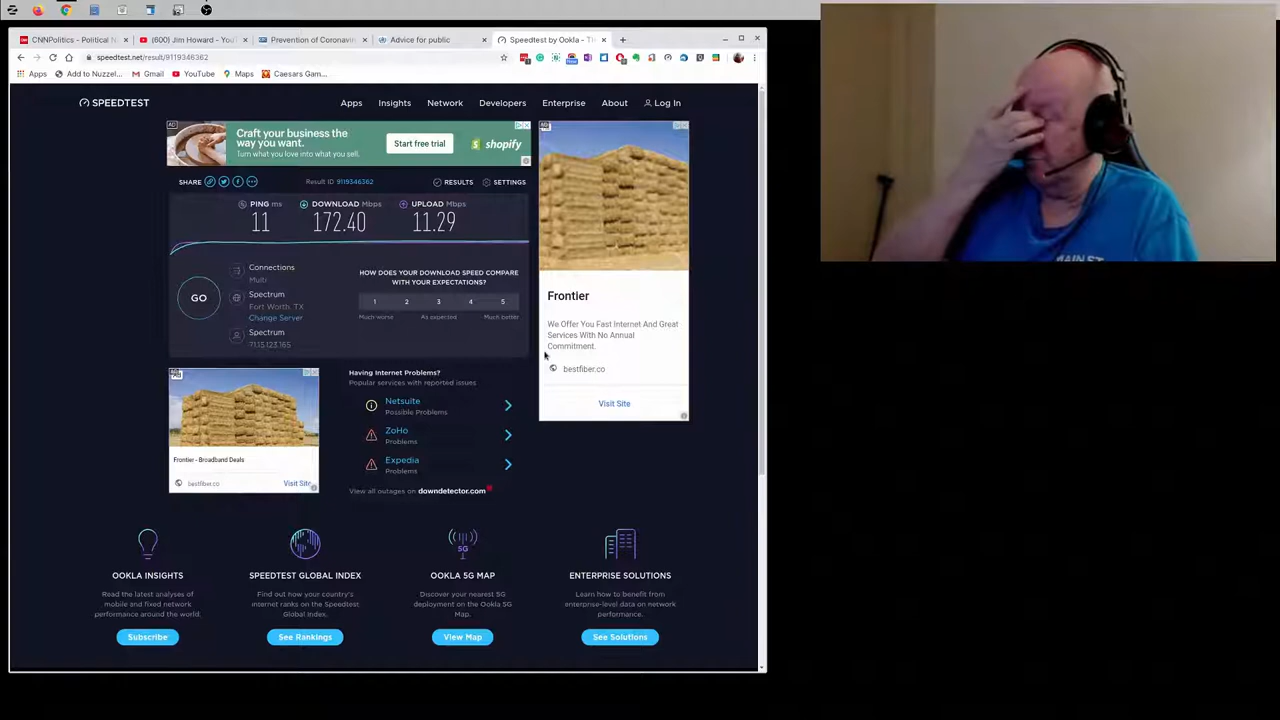 CNNPolitics - Political N
(600) Jim Howard - You
Prevention of Coronavir
Advice for public
Speedtest by Ookla - Th
speedtest.net/result/9119346362
Apps
Add to Nuzzel...
Gmail
YouTube
Maps
Caesars Gam...
SPEEDTEST
Apps
Insights
Network
Developers
Enterprise
About
Log In
AD
Craft your business the
way you want.
Turn what you love into what you sell.
Start free trial
shopify
AD
SHARE
Result ID 9119346362
RESULTS
SETTINGS
PING ms
11
DOWNLOAD Mbps
172.40
UPLOAD Mbps
11.29
GO
Connections
Multi
Spectrum
Fort Worth, TX
Change Server
Spectrum
71.15.123.165
HOW DOES YOUR DOWNLOAD SPEED COMPARE
WITH YOUR EXPECTATIONS?
1 2 3 4 5
Much worse As expected Much better
Frontier
We Offer You Fast Internet And Great
Services With No Annual
Commitment.
bestfiber.co
Visit Site
AD
Frontier - Broadband Deals
bestfiber.co
Visit Site
Having Internet Problems?
Popular services with reported issues
Netsuite
Possible Problems
ZoHo
Problems
Expedia
Problems
View all outages on downdetector.com
5G
OOKLA INSIGHTS
Read the latest analyses of
mobile and fixed network
performance around the world.
Subscribe
SPEEDTEST GLOBAL INDEX
Find out how your country's
internet ranks on the Speedtest
Global Index.
See Rankings
OOKLA 5G MAP
Discover your nearest 5G
deployment on the Ookla 5G
Map.
View Map
ENTERPRISE SOLUTIONS
Learn how to benefit from
enterprise-level data on network
performance.
See Solutions
MAIN ST